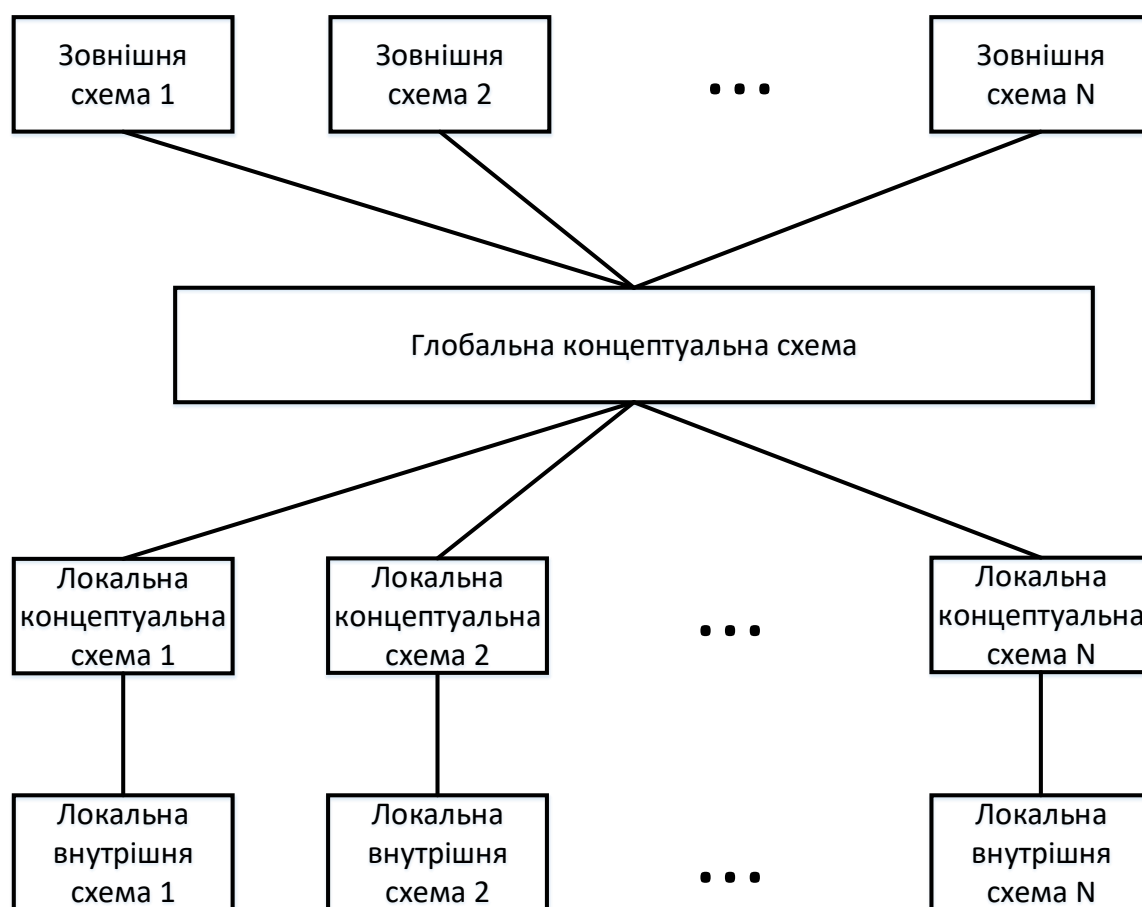 Зовнішня
схема 1
Зовнішня
схема 2
...
Зовнішня
схема N
Глобальна концептуальна схема
Локальна
концептуальна
схема 1
Локальна
концептуальна
схема 2
...
Локальна
концептуальна
схема N
Локальна
внутрішня
схема 1
Локальна
внутрішня
схема 2
...
Локальна
внутрішня
схема N